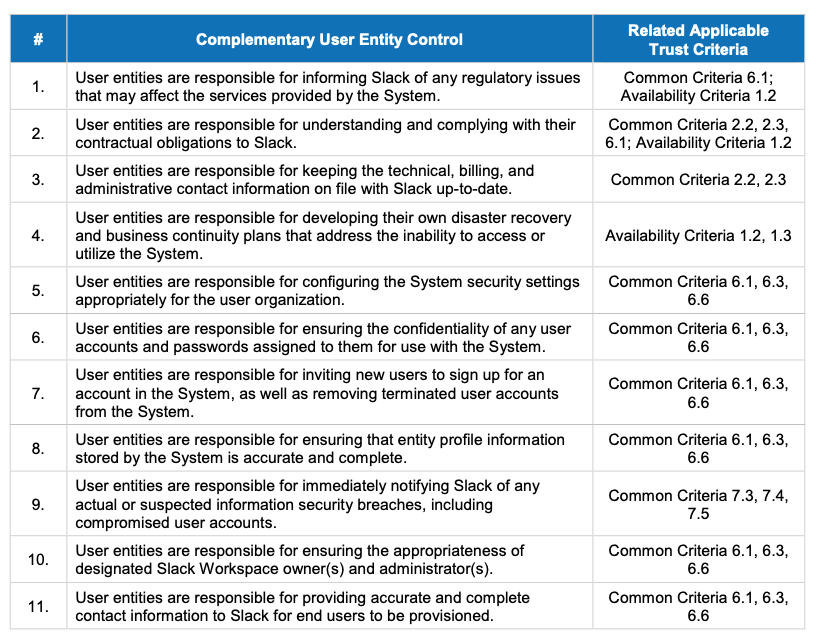 # Complementary User Entity Control Related Applicable
Trust Criteria
1. User entities are responsible for informing Slack of any regulatory issues Common Criteria 6.1;
that may affect the services provided by the System. Availability Criteria 1.2
2. User entities are responsible for understanding and complying with their Common Criteria 2.2, 2.3,
contractual obligations to Slack. 6.1; Availability Criteria 1.2
3. User entities are responsible for keeping the technical, billing, and
administrative contact information on file with Slack up-to-date. Common Criteria 2.2, 2.3
4. User entities are responsible for developing their own disaster recovery
and business continuity plans that address the inability to access or Availability Criteria 1.2, 1.3
utilize the System.
5. User entities are responsible for configuring the System security settings Common Criteria 6.1, 6.3,
appropriately for the user organization. 6.6
6. User entities are responsible for ensuring the confidentiality of any user Common Criteria 6.1, 6.3,
accounts and passwords assigned to them for use with the System. 6.6
7. User entities are responsible for inviting new users to sign up for an Common Criteria 6.1, 6.3,
account in the System, as well as removing terminated user accounts 6.6
from the System.
8. User entities are responsible for ensuring that entity profile information Common Criteria 6.1, 6.3,
stored by the System is accurate and complete. 6.6
9. User entities are responsible for immediately notifying Slack of any Common Criteria 7.3, 7.4,
actual or suspected information security breaches, including 7.5
compromised user accounts.
10. User entities are responsible for ensuring the appropriateness of Common Criteria 6.1, 6.3,
designated Slack Workspace owner(s) and administrator(s). 6.6
11. User entities are responsible for providing accurate and complete Common Criteria 6.1, 6.3,
contact information to Slack for end users to be provisioned. 6.6